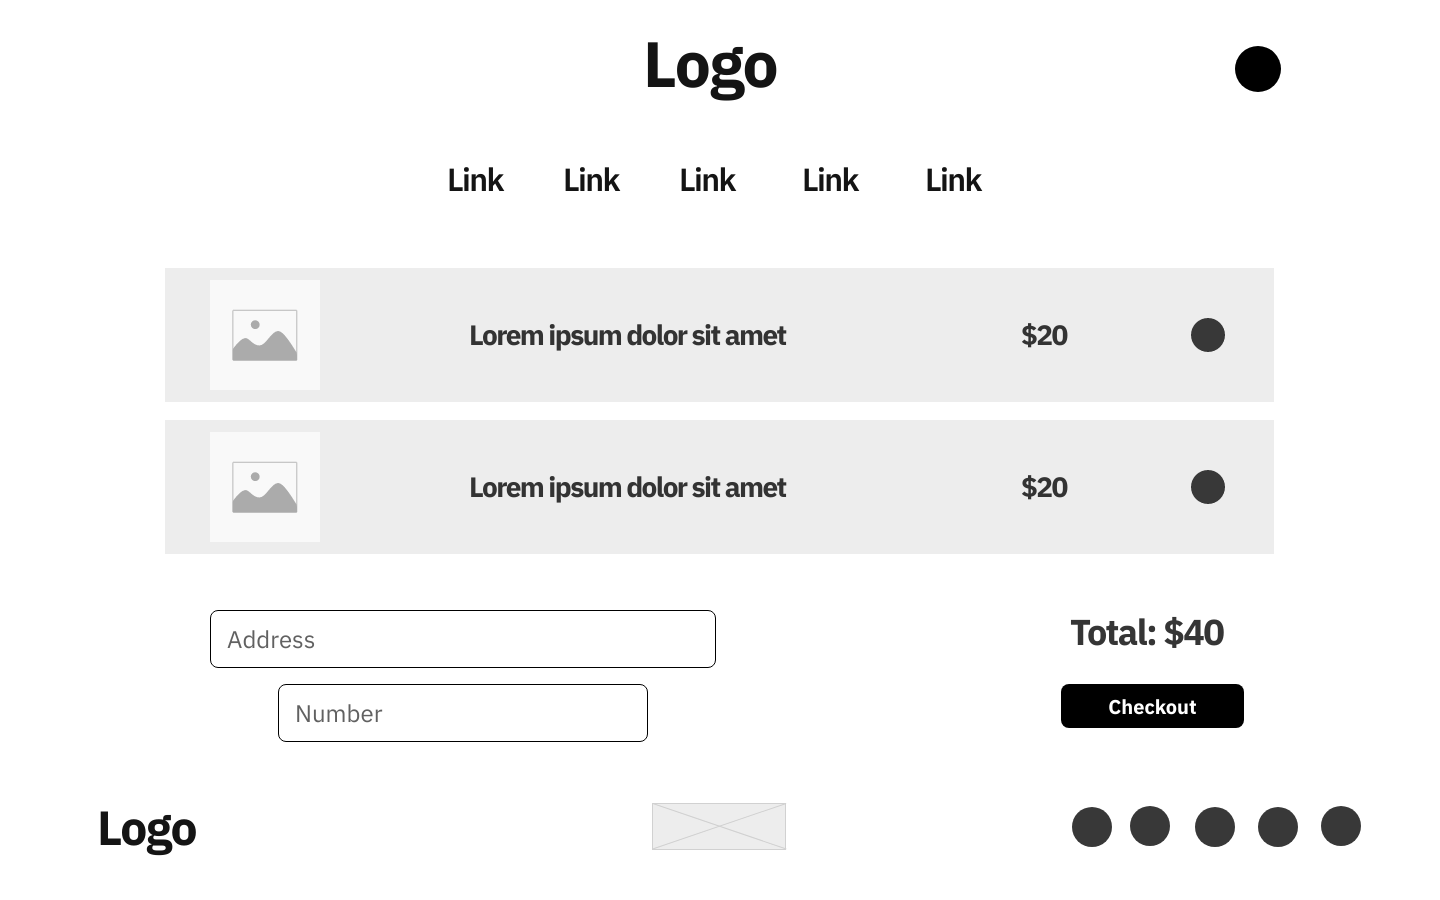 Logo
Link Link Link Link Link
Lorem ipsum dolor sit amet $20
Lorem ipsum dolor sit amet $20
Address
Total: $40
Number
Checkout
Logo